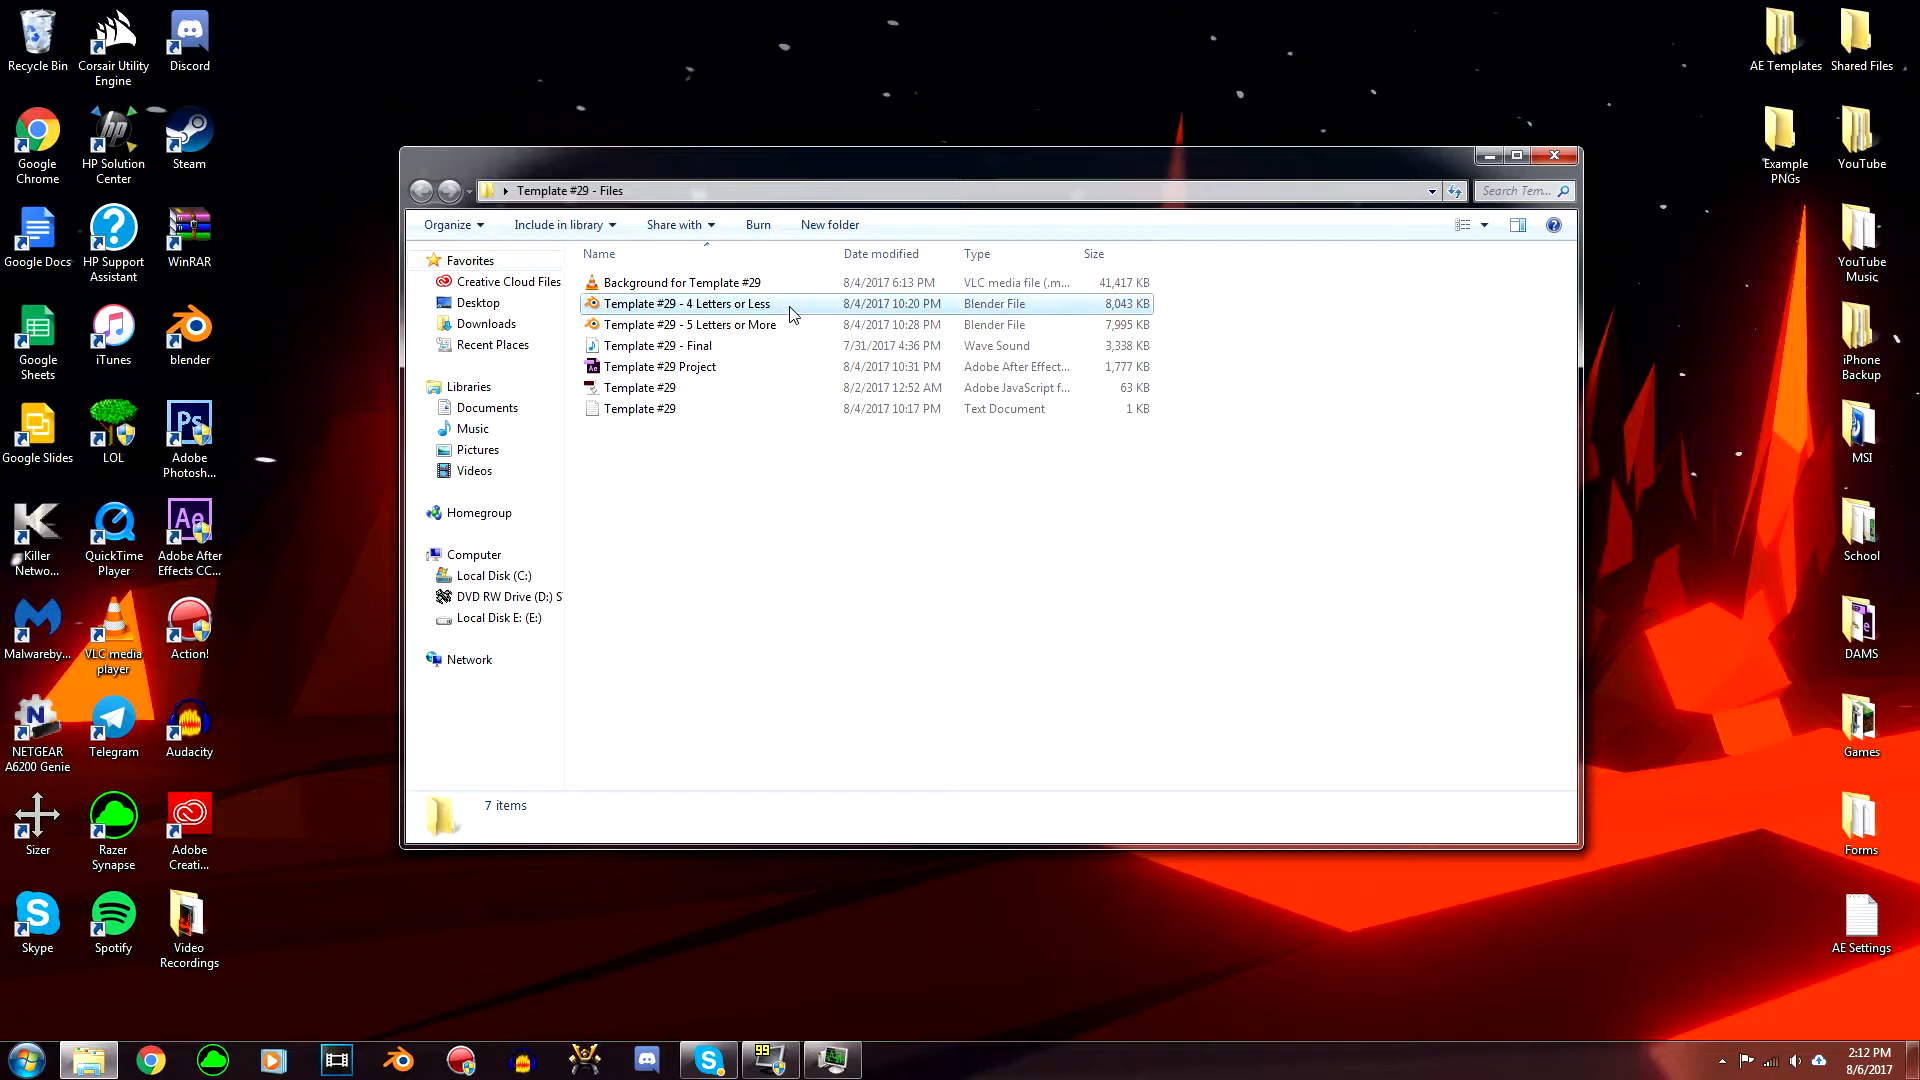 Recycle Bin
Corsair Utility
Engine
Discord
Google
Chrome
HP Solution
Center
Steam
Google Docs
HP Support
Assistant
WinRAR
Google
Sheets
iTunes
blender
Google Slides
LOL
Adobe
Photosh...
Killer
Netwo...
QuickTime
Player
Adobe After
Effects CC...
Malwareby...
VLC media
player
Action!
NETGEAR
A6200 Genie
Telegram
Audacity
Sizer
Razer
Synapse
Adobe
Creati...
Skype
Spotify
Video
Recordings
Template #29 - Files
Search Tem...
Organize
Include in library
Share with
Burn
New folder
Name
Date modified
Type
Size
Favorites
Creative Cloud Files
Desktop
Downloads
Recent Places
Libraries
Documents
Music
Pictures
Videos
Homegroup
Computer
Local Disk (C:)
DVD RW Drive (D:) S
Local Disk E: (E:)
Network
Background for Template #29 8/4/2017 6:13 PM VLC media file (.m... 41,417 KB
Template #29 - 4 Letters or Less 8/4/2017 10:20 PM Blender File 8,043 KB
Template #29 - 5 Letters or More 8/4/2017 10:28 PM Blender File 7,995 KB
Template #29 - Final 7/31/2017 4:36 PM Wave Sound 3,338 KB
Template #29 Project 8/4/2017 10:31 PM Adobe After Effect... 1,777 KB
Template #29 8/2/2017 12:52 AM Adobe JavaScript f... 63 KB
Template #29 8/4/2017 10:17 PM Text Document 1 KB
7 items
AE Templates
Shared Files
Example
PNGs
YouTube
YouTube
Music
iPhone
Backup
MSI
School
DAMS
Games
Forms
AE Settings
99
2:12 PM
8/6/2017